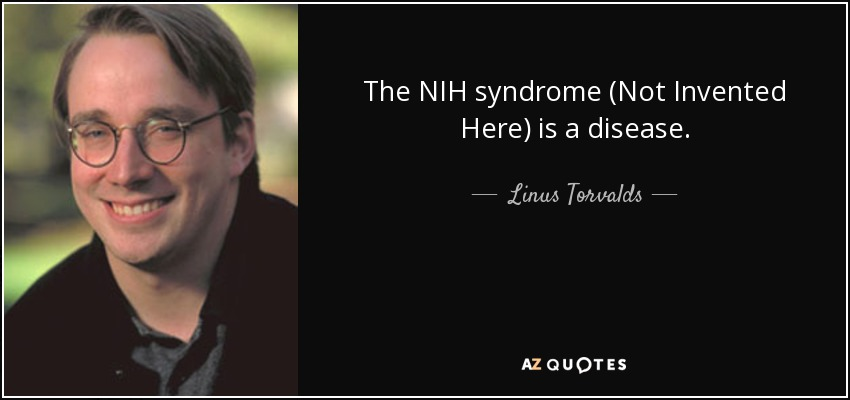 The NIH syndrome (Not Invented
Here) is a disease.
Linus Torvalds
AZ QUOTES